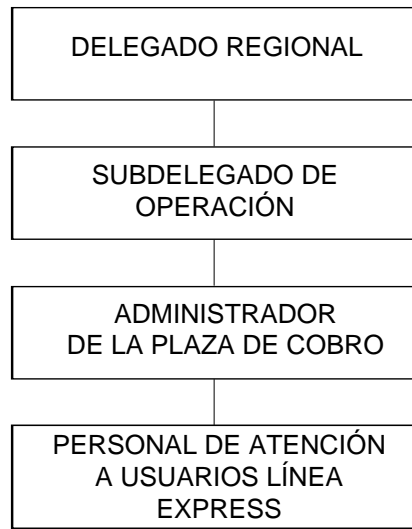 DELEGADO REGIONAL
SUBDELEGADO DE
OPERACIÓN
ADMINISTRADOR
DE LA PLAZA DE COBRO
PERSONAL DE ATENCIÓN
A USUARIOS LÍNEA
EXPRESS